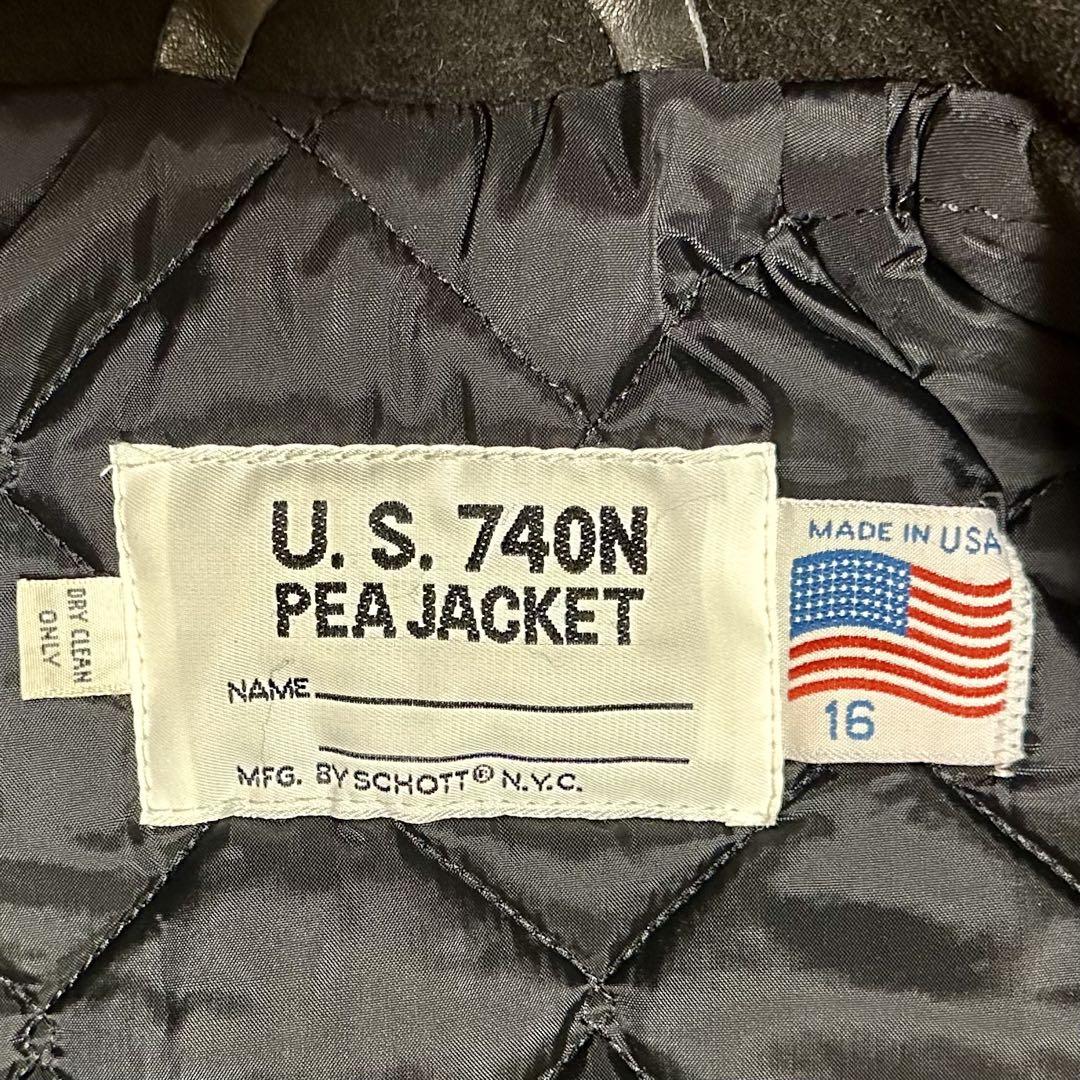 U. S. 740N
PEA JACKET
NAME
MFG. BY SCHOTT® N.Y.C.
DRY CLEAN
ONLY
MADE IN USA
16